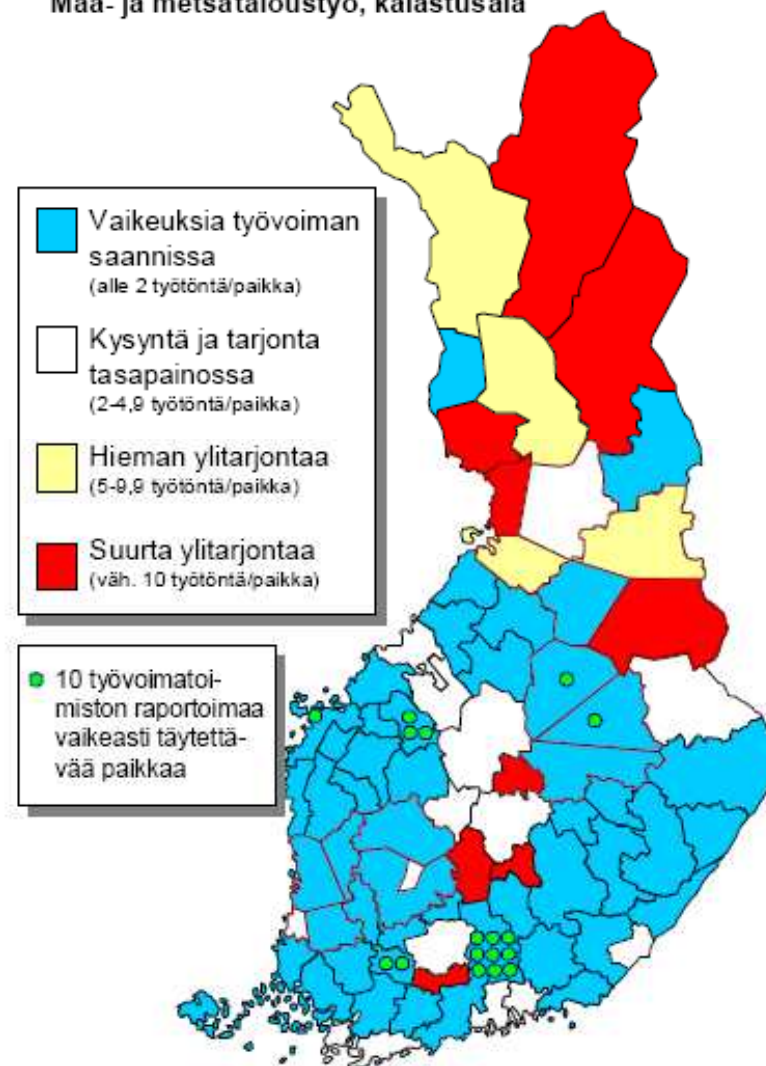 Maa- ja metsätaloustyö, kalastusala
Vaikeuksia työvoiman
saannissa
(alle 2 työtöntä/paikka)
Kysyntä ja tarjonta
tasapainossa
(2-4,9 työtöntä/paikka)
Hieman ylitarjontaa
(5-9,9 työtöntä/paikka)
Suurta ylitarjontaa
(väh. 10 työtöntä/paikka)
10 työvoimatoi-
miston raportoimaa
vaikeasti täytettä-
vää paikkaa